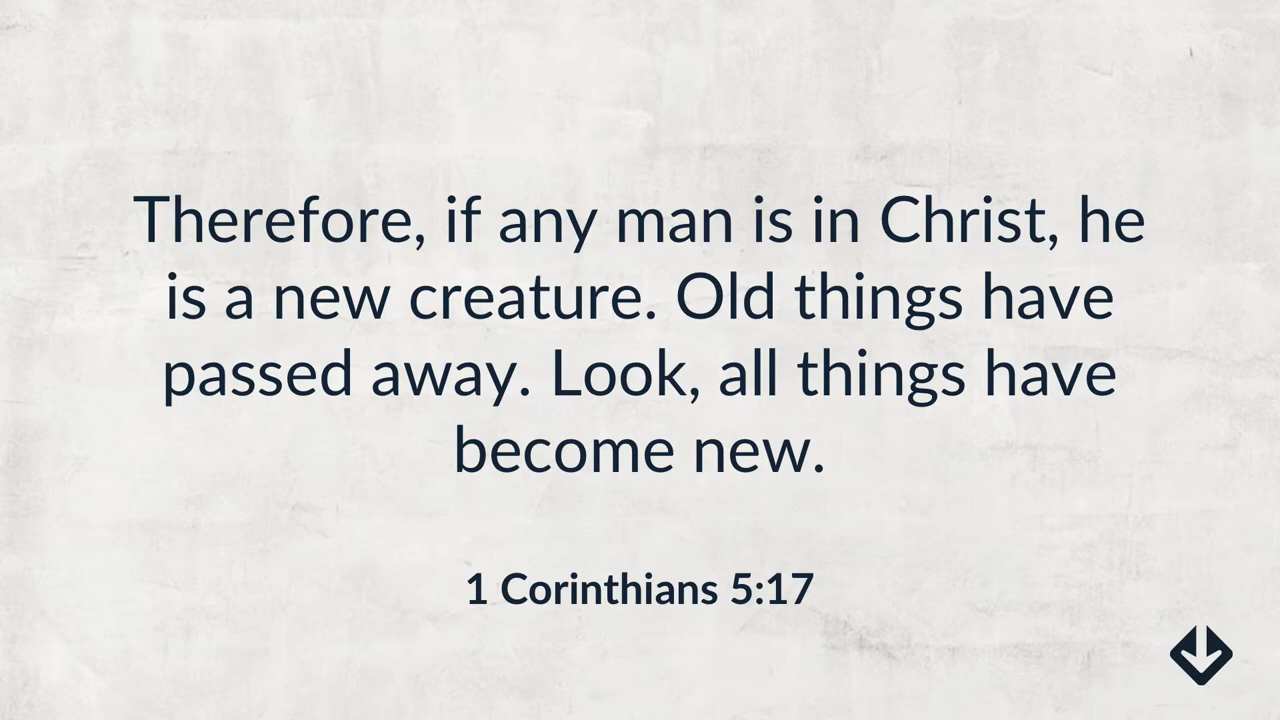 Therefore, if any man is in Christ, he
is a new creature. Old things have
passed away. Look, all things have
become new.
1 Corinthians 5:17